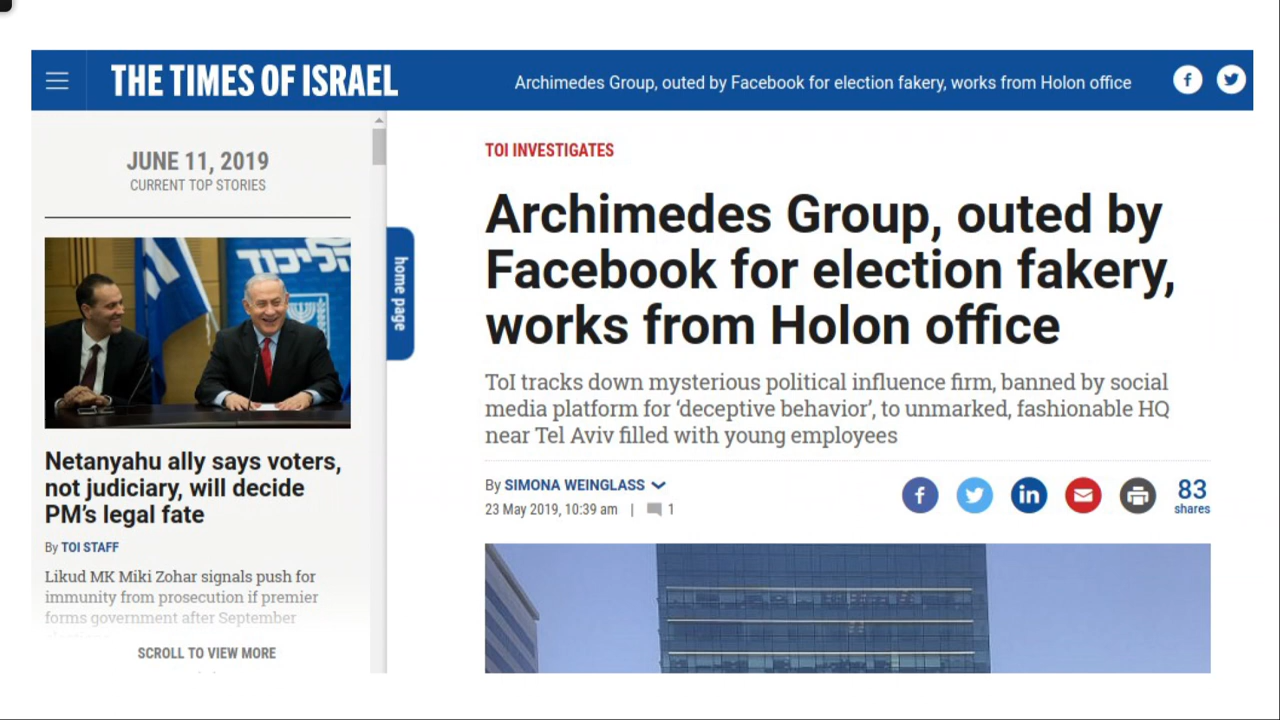 THE TIMES OF ISRAEL
Archimedes Group, outed by Facebook for election fakery, works from Holon office
JUNE 11, 2019
CURRENT TOP STORIES
הליכוד
Netanyahu ally says voters,
not judiciary, will decide
PM's legal fate
By TOI STAFF
Likud MK Miki Zohar signals push for
immunity from prosecution if premier
forms government after September
SCROLL TO VIEW MORE
home page
TOI INVESTIGATES
Archimedes Group, outed by
Facebook for election fakery,
works from Holon office
ToI tracks down mysterious political influence firm, banned by social
media platform for ‘deceptive behavior’, to unmarked, fashionable HQ
near Tel Aviv filled with young employees
By SIMONA WEINGLASS
23 May 2019, 10:39 am | 1
83
shares